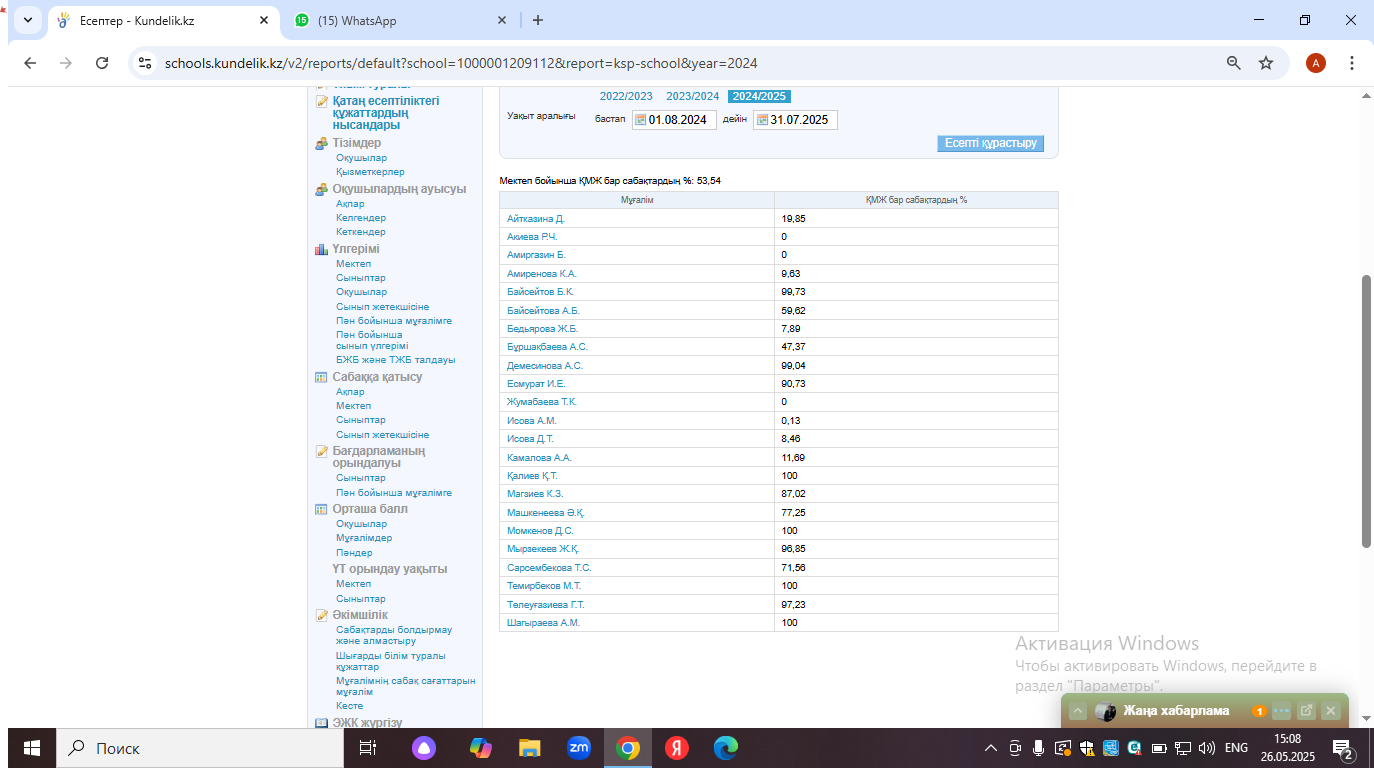 Есептер - Kundelik.kz
(15) WhatsApp
schools.kundelik.kz/v2/reports/default?school=1000001209112&report=ksp-school&year=2024
A
Қатаң есептіліктегі
құжаттардың
нысандары
Тізімдер
Оқушылар
Қызметкерлер
Оқушылардың ауысуы
Ақпар
Келгендер
Кеткендер
Үлгерімі
Мектеп
Сыныптар
Оқушылар
Сынып жетекшісіне
Пән бойынша мұғалімге
Пән бойынша
сынып үлгерімі
БЖБ және ТЖБ талдауы
Сабаққа қатысу
Ақпар
Мектеп
Сыныптар
Сынып жетекшісіне
Бағдарламаның
орындалуы
Сыныптар
Пән бойынша мұғалімге
Орташа балл
Оқушылар
Мұғалімдер
Пәндер
ҮТ орындау уақыты
Мектеп
Сыныптар
Әкімшілік
Сабақтарды болдырмау
және алмастыру
Шығарды білім туралы
құжаттар
Мұғалімнің сабақ сағаттарын
мұғалім
Кесте
ЭЖК жүргізу
2022/2023 2023/2024 2024/2025
Уақыт аралығы бастап 01.08.2024 дейін 31.07.2025
Есепті құрастыру
Мектеп бойынша ҚМЖ бар сабақтардың %: 53,54
Мұғалім ҚМЖ бар сабақтардың %
Айтказина Д. 19,85
Акиева Р.Ч. 0
Амиргазин Б. 0
Амиренова К.А. 9,63
Байсейтов Б.К. 99,73
Байсейтова А.Б. 59,62
Бедьярова Ж.Б. 7,89
Бұршақбаева А.С. 47,37
Демесинова А.С. 99,04
Есмурат И.Е. 90,73
Жумабаева Т.К. 0
Исова А.М. 0,13
Исова Д.Т. 8,46
Камалова А.А. 11,69
Қалиев Қ.Т. 100
Магзиев К.З. 87,02
Машкенеева Ә.Қ. 77,25
Момкенов Д.С. 100
Мырзекеев Ж.Қ. 96,85
Сарсембекова Т.С. 71,56
Темирбеков М.Т. 100
Төлеуғазиева Г.Т. 97,23
Шагыраева А.М. 100
Активация Windows
Чтобы активировать Windows, перейдите в
раздел "Параметры".
Жаңа хабарлама 1
Поиск
zm
Я
ENG
15:08
26.05.2025
2